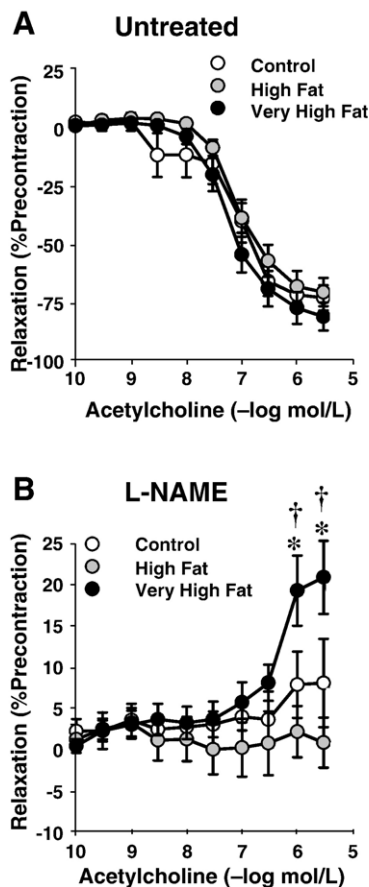 A Untreated
Control
High Fat
Very High Fat
Relaxation (%Precontraction)
25
0
-25
-50
-75
-100
10 9 8 7 6 5
Acetylcholine (–log mol/L)
B L-NAME
Control
High Fat
Very High Fat
† †
* *
Relaxation (%Precontraction)
25
20
15
10
5
0
-5
-10
10 9 8 7 6 5
Acetylcholine (–log mol/L)